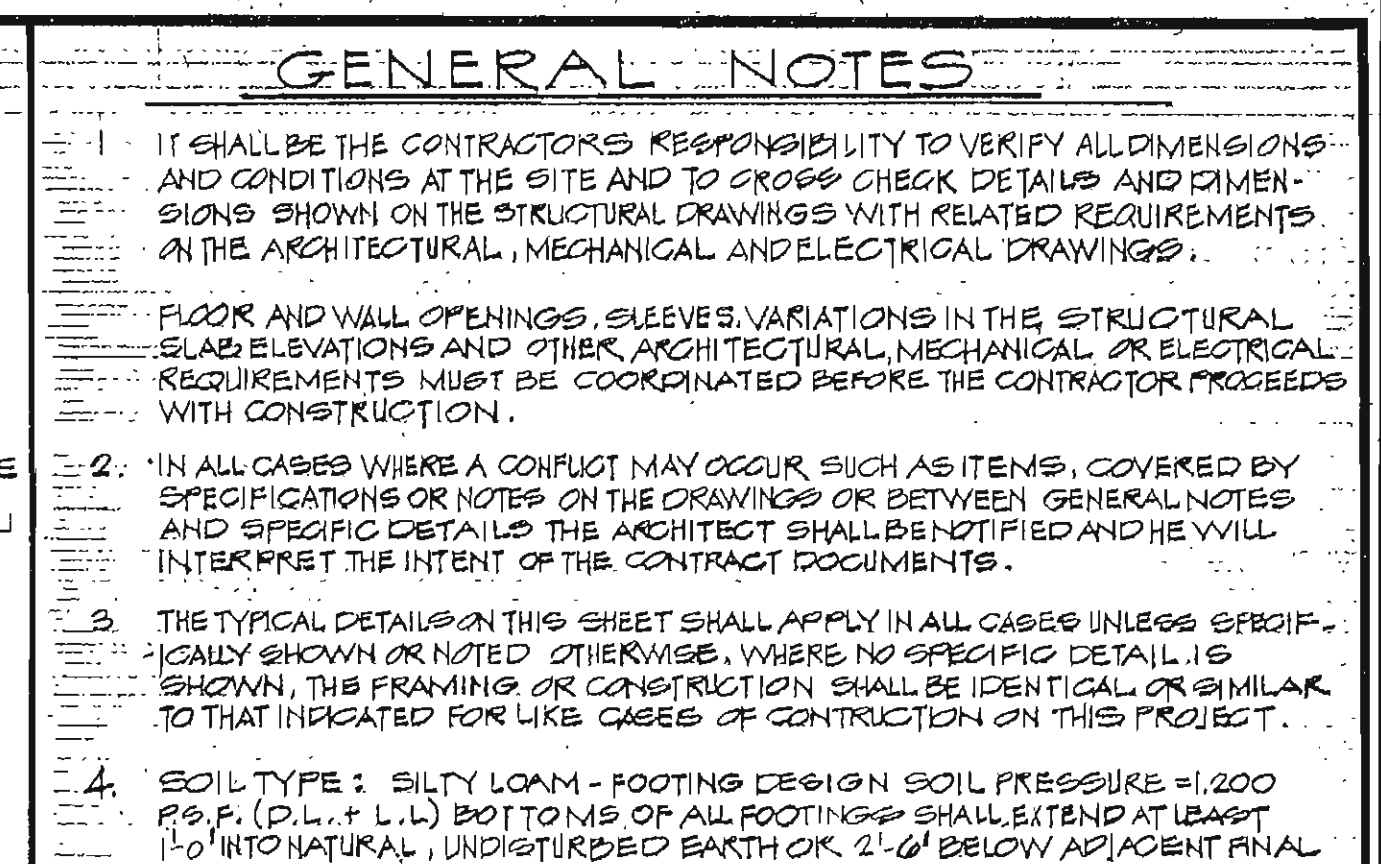 GENERAL NOTES
1 IT SHALL BE THE CONTRACTORS RESPONSIBILITY TO VERIFY ALL DIMENSIONS
AND CONDITIONS AT THE SITE AND TO CROSS CHECK DETAILS AND DIMEN-
SIONS SHOWN ON THE STRUCTURAL DRAWINGS WITH RELATED REQUIREMENTS
ON THE ARCHITECTURAL, MECHANICAL AND ELECTRICAL DRAWINGS.
FLOOR AND WALL OPENINGS, SLEEVES, VARIATIONS IN THE STRUCTURAL
SLAB ELEVATIONS AND OTHER ARCHITECTURAL, MECHANICAL OR ELECTRICAL
REQUIREMENTS MUST BE COORDINATED BEFORE THE CONTRACTOR PROCEEDS
WITH CONSTRUCTION.
2. IN ALL CASES WHERE A CONFLICT MAY OCCUR SUCH AS ITEMS, COVERED BY
SPECIFICATIONS OR NOTES ON THE DRAWINGS OR BETWEEN GENERAL NOTES
AND SPECIFIC DETAILS THE ARCHITECT SHALL BE NOTIFIED AND HE WILL
INTERPRET THE INTENT OF THE CONTRACT DOCUMENTS.
3 THE TYPICAL DETAILS ON THIS SHEET SHALL APPLY IN ALL CASES UNLESS SPECIF-
ICALLY SHOWN OR NOTED OTHERWISE, WHERE NO SPECIFIC DETAIL IS
SHOWN, THE FRAMING OR CONSTRUCTION SHALL BE IDENTICAL OR SIMILAR
TO THAT INDICATED FOR LIKE CASES OF CONTRUCTION ON THIS PROJECT.
4. SOIL TYPE: SILTY LOAM - FOOTING DESIGN SOIL PRESSURE = 1,200
P.S.F. (D.L. + L.L) BOTTOMS OF ALL FOOTINGS SHALL EXTEND AT LEAST
1'-0" INTO NATURAL, UNDISTURBED EARTH OR 2'-6" BELOW ADJACENT FINAL